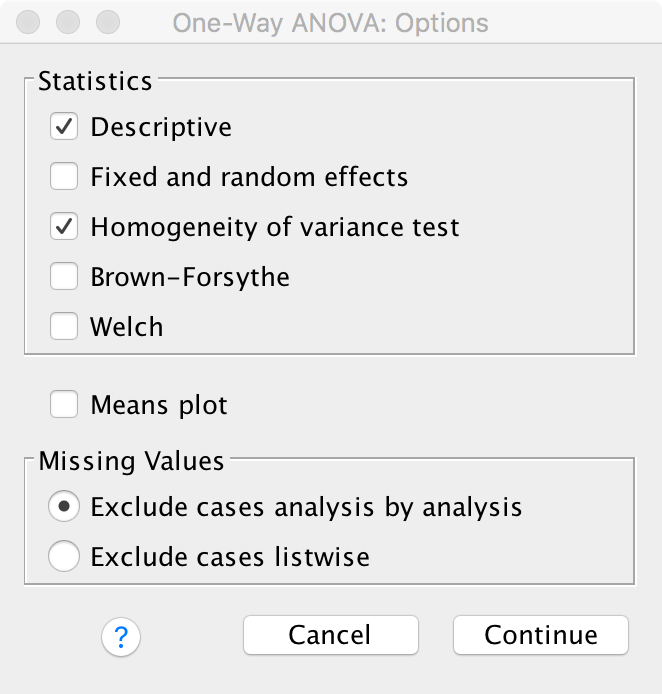 One-Way ANOVA: Options
Statistics
Descriptive
Fixed and random effects
Homogeneity of variance test
Brown-Forsythe
Welch
Means plot
Missing Values
Exclude cases analysis by analysis
Exclude cases listwise
? Cancel Continue